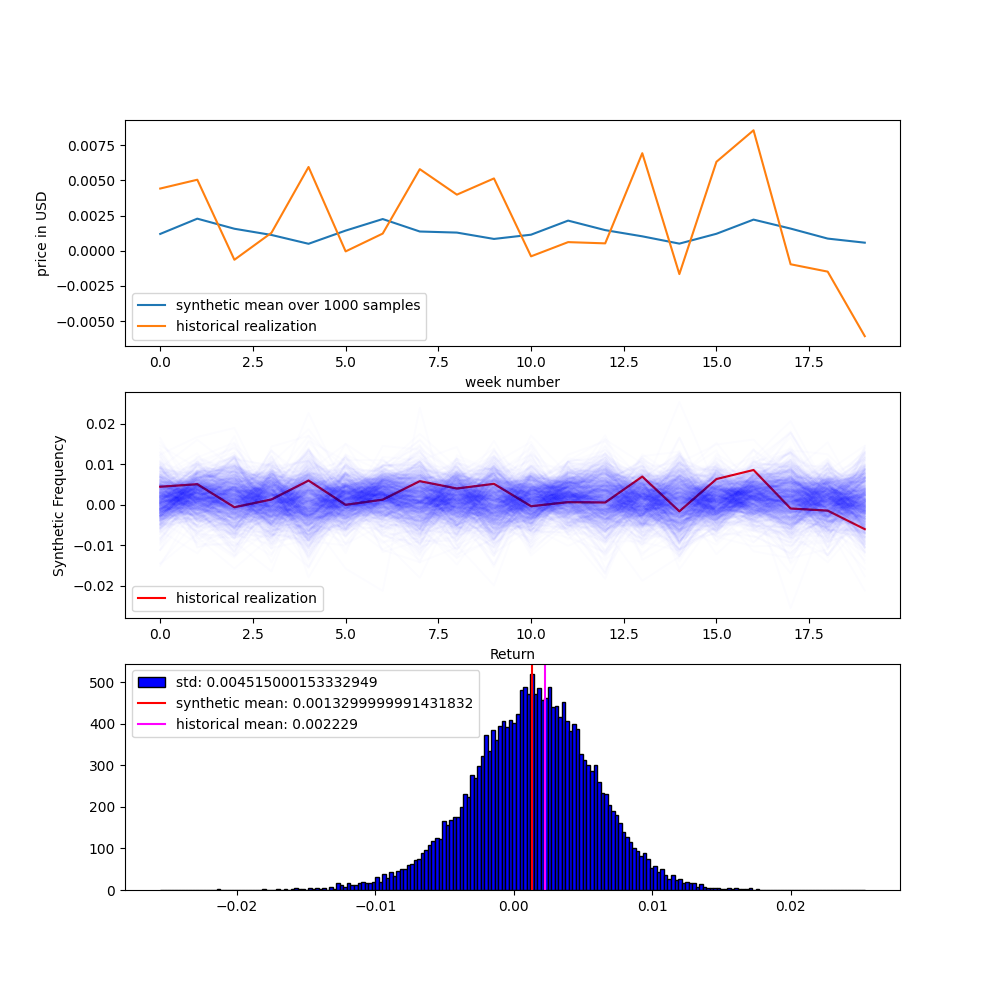 0.0075
0.0050
0.0025
0.0000
−0.0025
−0.0050
price in USD
synthetic mean over 1000 samples
historical realization
0.0 2.5 5.0 7.5 10.0 12.5 15.0 17.5
week number
0.02
0.01
0.00
−0.01
−0.02
Synthetic Frequency
historical realization
0.0 2.5 5.0 7.5 10.0 12.5 15.0 17.5
Return
500
400
300
200
100
0
std: 0.004515000153332949
synthetic mean: 0.0013299999991431832
historical mean: 0.002229
−0.02 −0.01 0.00 0.01 0.02